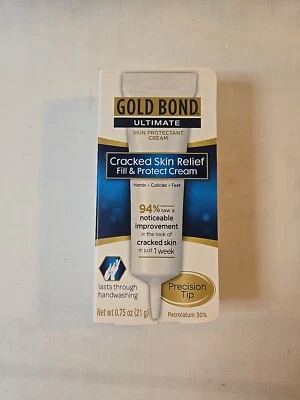 GOLD BOND
ULTIMATE
SKIN PROTECTANT
CREAM
Cracked Skin Relief
Fill & Protect Cream
Hands • Cuticles • Feet
94% saw a
noticeable
improvement
in the look of
cracked skin
in just 1 week
lasts through
handwashing
Precision
Tip
Net wt 0.75 oz (21 g)
Petrolatum 30%